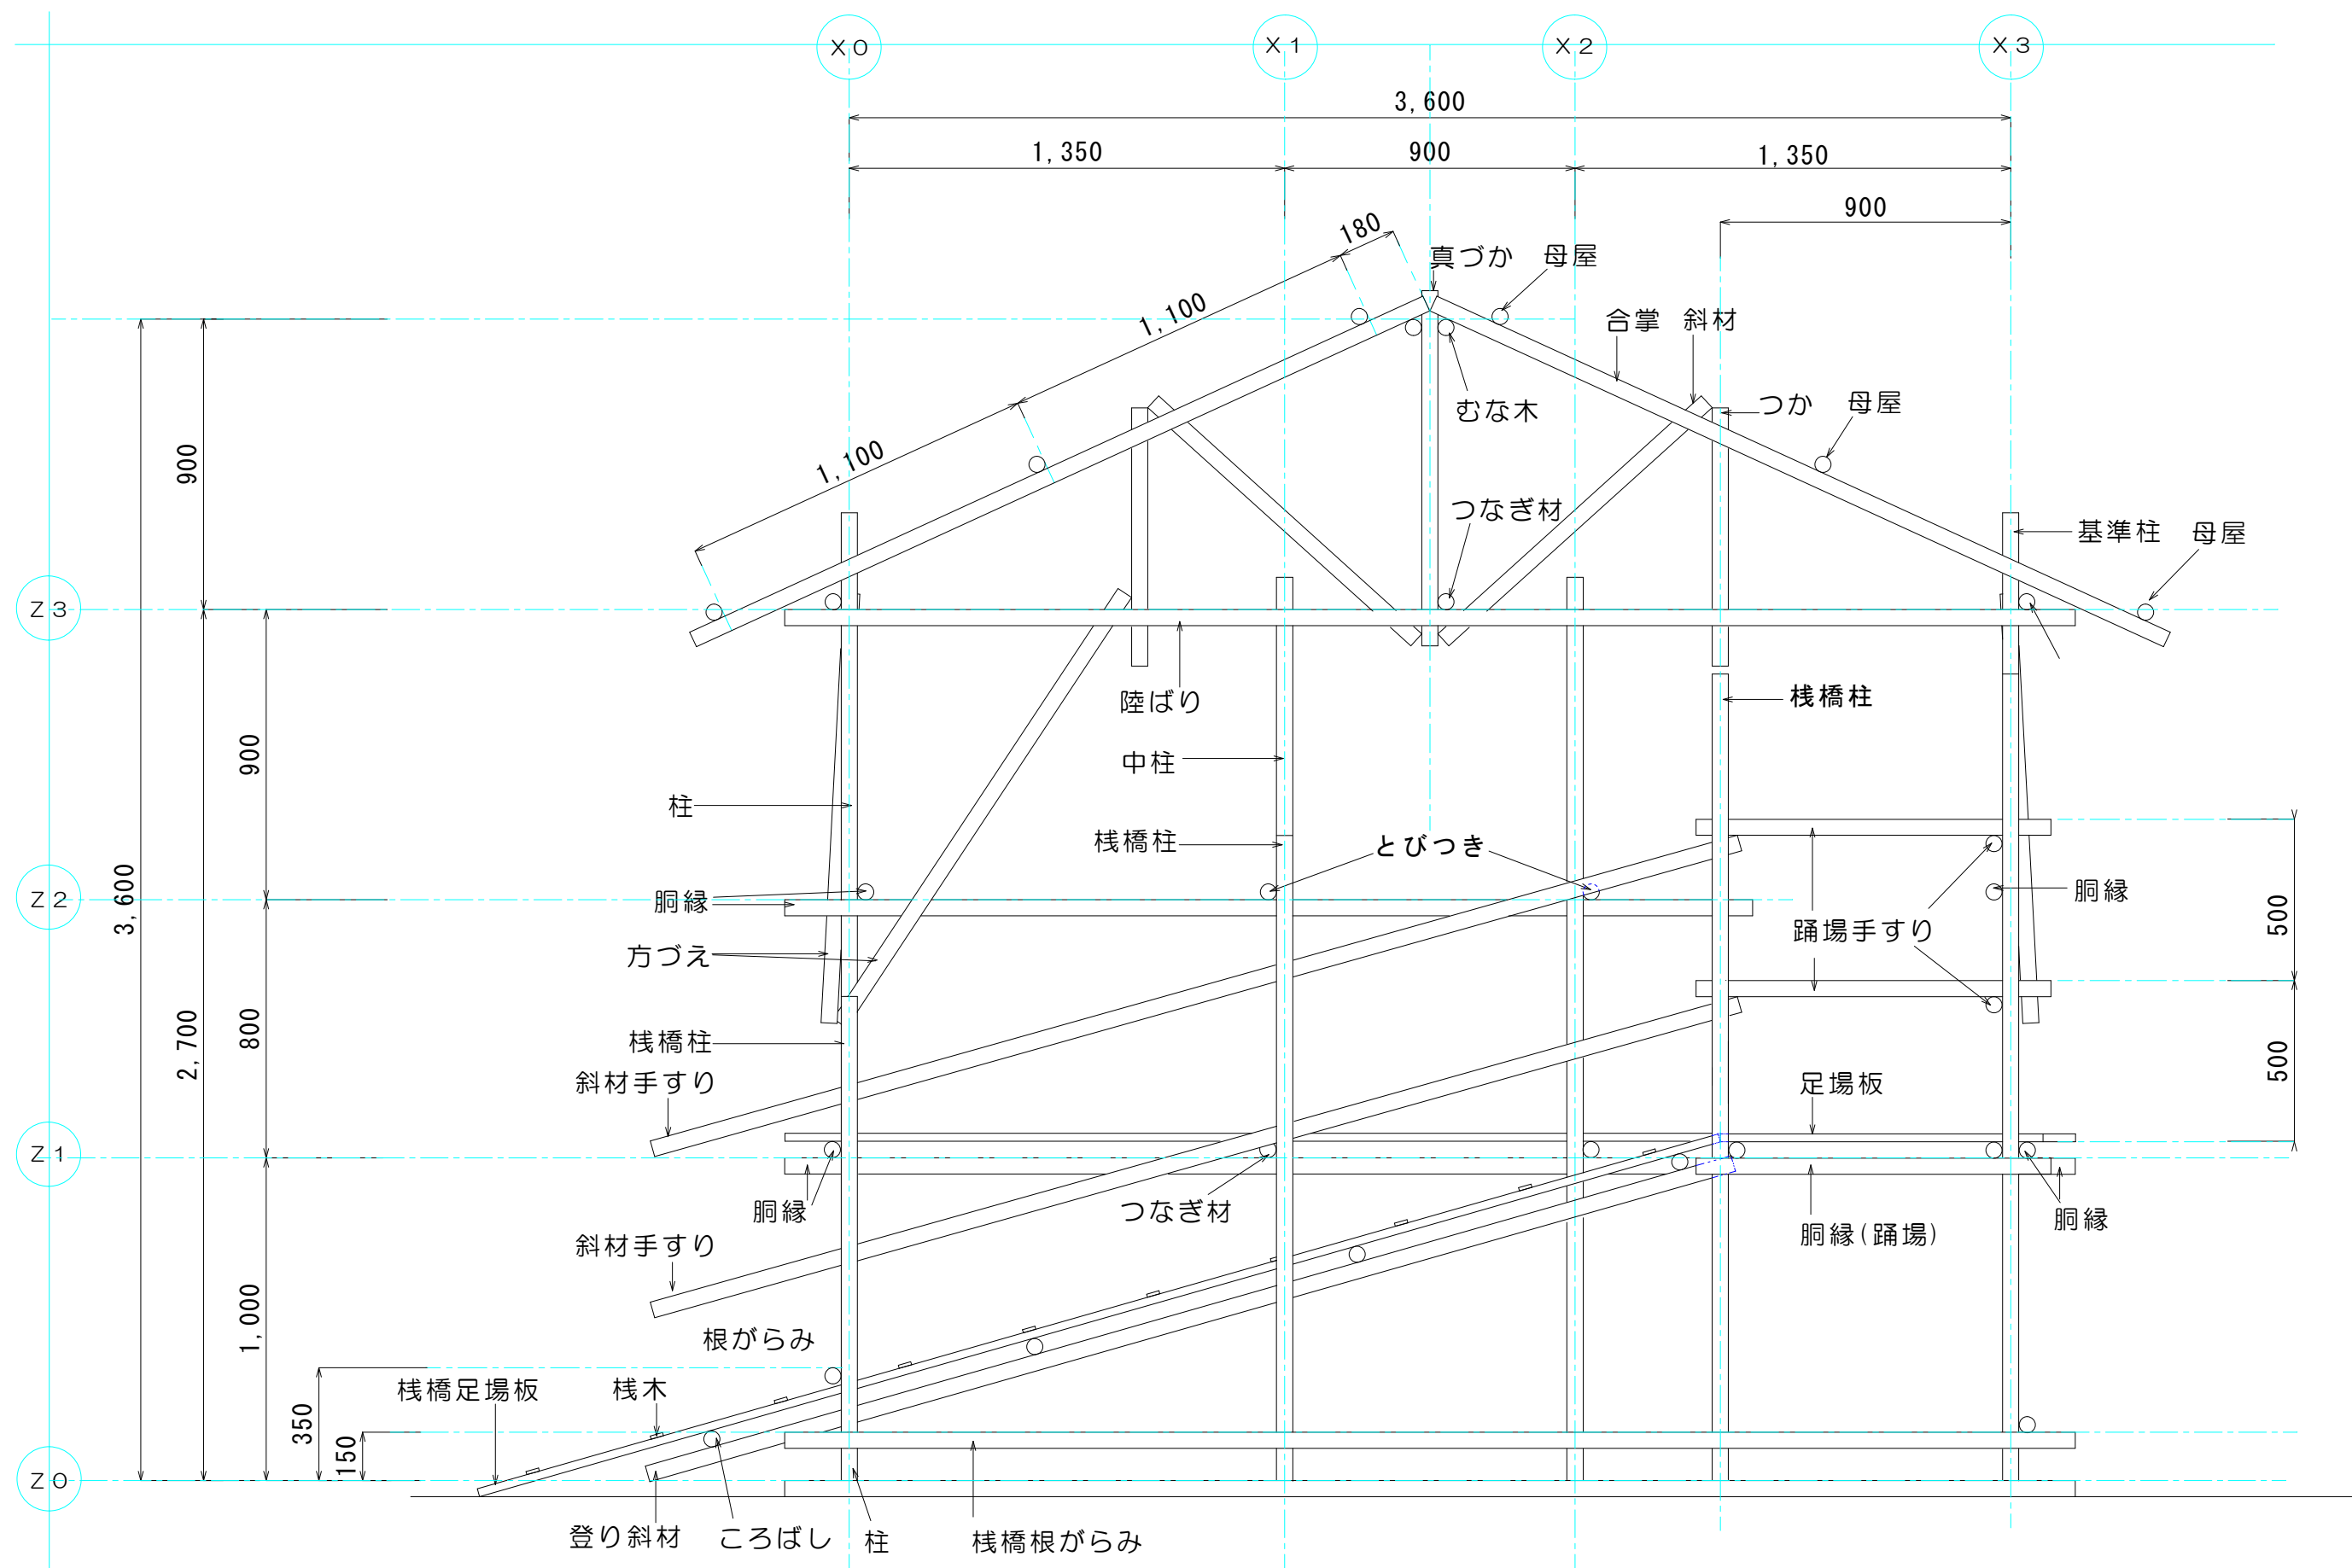 X0
X1
X2
X3
3,600
1,350
900
1,350
900
180
1,100
1,100
真づか
母屋
合掌
斜材
つか
母屋
むな木
つなぎ材
基準柱
母屋
Z3
900
3,600
2,700
900
陸ばり
桟橋柱
中柱
柱
桟橋柱
とびつき
Z2
胴縁
胴縁
方づえ
踊場手すり
500
800
桟橋柱
斜材手すり
足場板
500
Z1
胴縁
つなぎ材
胴縁(踊場)
胴縁
斜材手すり
1,000
根がらみ
350
150
桟橋足場板
桟木
Z0
登り斜材
ころばし
柱
桟橋根がらみ